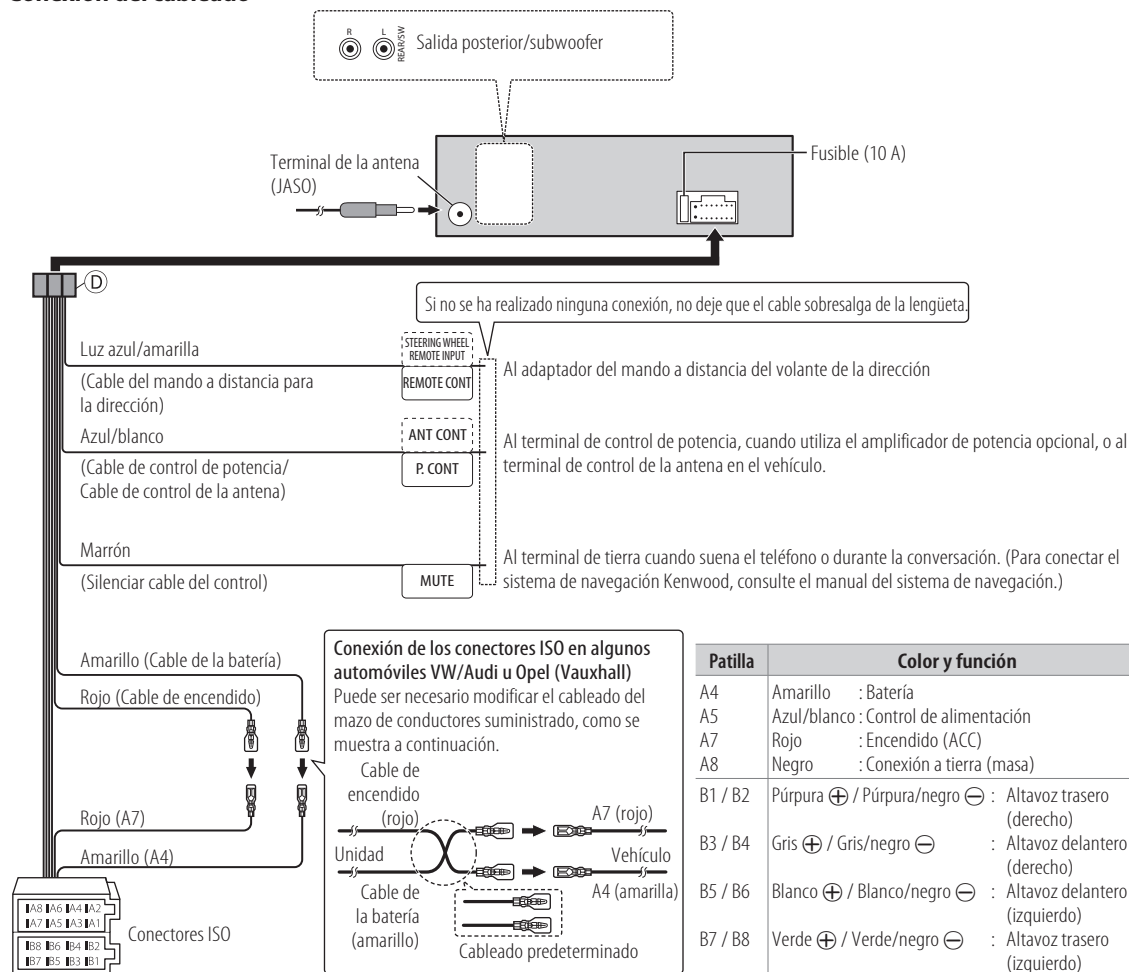 R
L
REAR/SW
Salida posterior/subwoofer
Fusible (10 A)
Terminal de la antena
(JASO)
D
Si no se ha realizado ninguna conexión, no deje que el cable sobresalga de la lengüeta.
Luz azul/amarilla
(Cable del mando a distancia para
la dirección)
STEERING WHEEL
REMOTE INPUT
REMOTE CONT
Al adaptador del mando a distancia del volante de la dirección
Azul/blanco
(Cable de control de potencia/
Cable de control de la antena)
ANT CONT
P. CONT
Al terminal de control de potencia, cuando utiliza el amplificador de potencia opcional, o al
terminal de control de la antena en el vehículo.
Marrón
(Silenciar cable del control)
MUTE
Al terminal de tierra cuando suena el teléfono o durante la conversación. (Para conectar el
sistema de navegación Kenwood, consulte el manual del sistema de navegación.)
Amarillo (Cable de la batería)
Rojo (Cable de encendido)
Rojo (A7)
Amarillo (A4)
A8 A6 A4 A2
A7 A5 A3 A1
B8 B6 B4 B2
B7 B5 B3 B1
Conectores ISO
Conexión de los conectores ISO en algunos
automóviles VW/Audi u Opel (Vauxhall)
Puede ser necesario modificar el cableado del
mazo de conductores suministrado, como se
muestra a continuación.
Cable de
encendido
(rojo)
A7 (rojo)
Unidad
Vehículo
Cable de
la batería
(amarillo)
A4 (amarilla)
Cableado predeterminado
Patilla Color y función
A4 Amarillo : Batería
A5 Azul/blanco : Control de alimentación
A7 Rojo : Encendido (ACC)
A8 Negro : Conexión a tierra (masa)
B1 / B2 Púrpura ⊕ / Púrpura/negro ⊖ : Altavoz trasero
(derecho)
B3 / B4 Gris ⊕ / Gris/negro ⊖ : Altavoz delantero
(derecho)
B5 / B6 Blanco ⊕ / Blanco/negro ⊖ : Altavoz delantero
(izquierdo)
B7 / B8 Verde ⊕ / Verde/negro ⊖ : Altavoz trasero
(izquierdo)